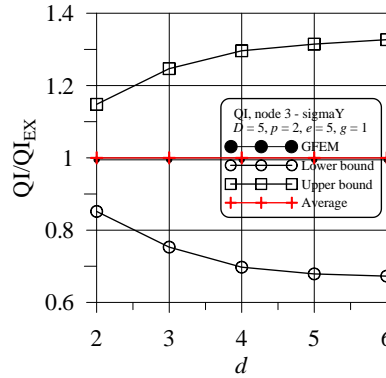 1.4
1.2
1
0.8
0.6
QI/QI_EX
QI, node 3 - sigmaY
D = 5, p = 2, e = 5, g = 1
GFEM
Lower bound
Upper bound
Average
2 3 4 5 6
d